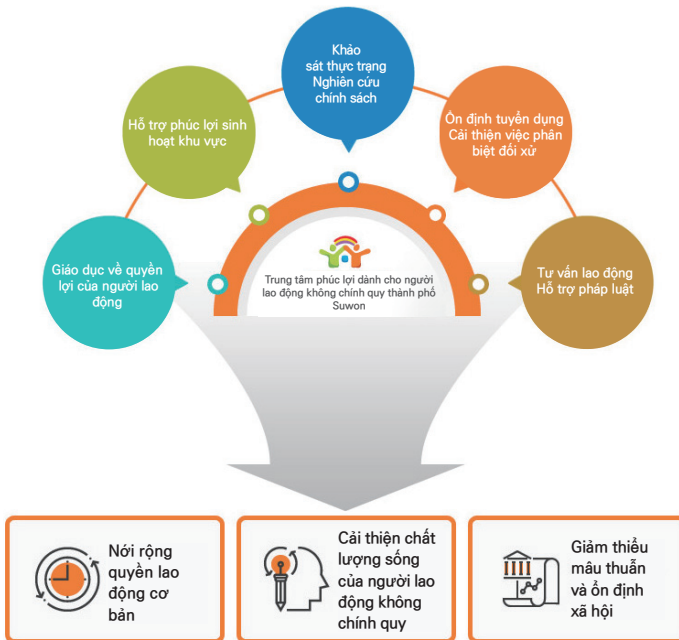 Khảo
sát thực trạng
Nghiên cứu
chính sách
Hỗ trợ phúc lợi sinh
hoạt khu vực
Ổn định tuyển dụng
Cải thiện việc phân
biệt đối xử
Giáo dục về quyền
lợi của người lao
động
Trung tâm phúc lợi dành cho người
lao động không chính quy thành phố
Suwon
Tư vấn lao động
Hỗ trợ pháp luật
Nới rộng
quyền lao
động cơ
bản
Cải thiện chất
lượng sống
của người lao
động không
chính quy
Giảm thiểu
mâu thuẫn
và ổn định
xã hội